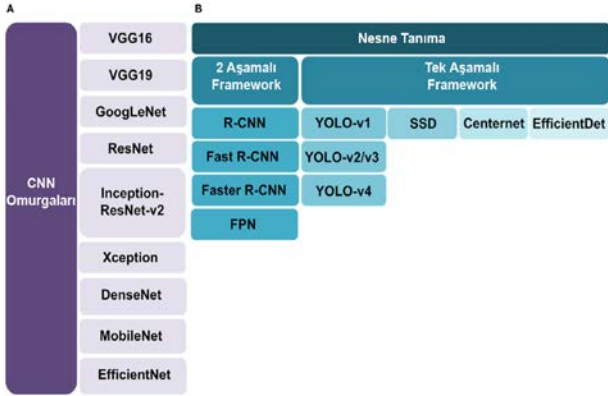 A
CNN
Omurgaları
VGG16
VGG19
GoogLeNet
ResNet
Inception-
ResNet-v2
Xception
DenseNet
MobileNet
EfficientNet
B
Nesne Tanıma
2 Aşamalı
Framework
Tek Aşamalı
Framework
R-CNN
YOLO-v1
SSD
Centernet
EfficientDet
Fast R-CNN
YOLO-v2/v3
Faster R-CNN
YOLO-v4
FPN